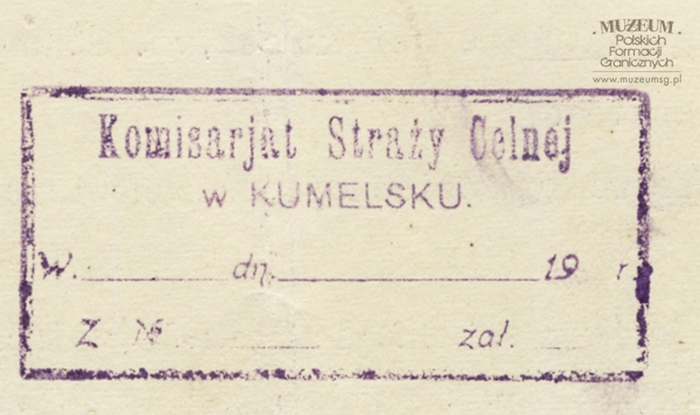 . MUZEUM .
Polskich
Formacji
Granicznych
www.muzeumsg.pl
Komisarjat Straży Celnej
w KUMELSKU.
W. dn. 19 r.
Z № zał.